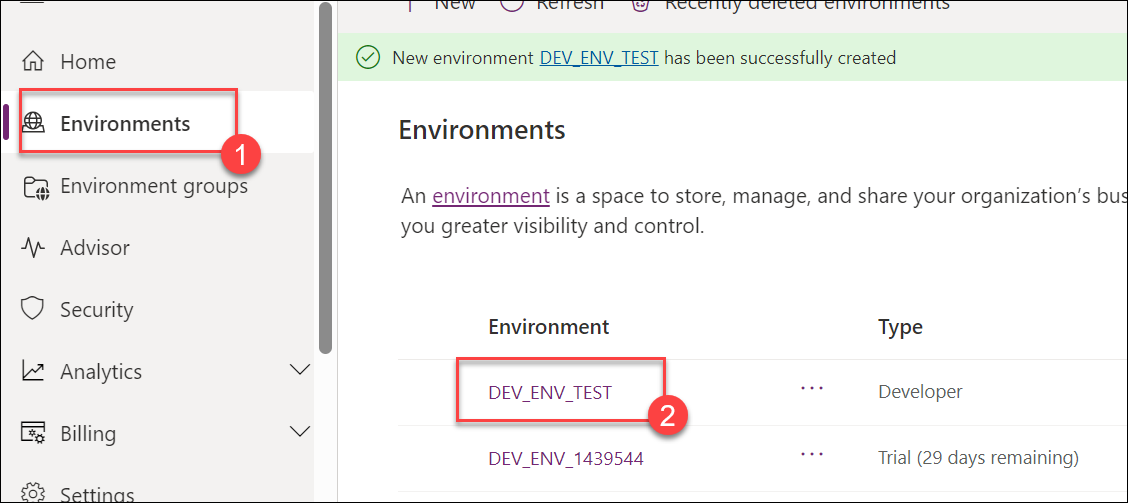 New Refresh Recently deleted environments
New environment DEV_ENV_TEST has been successfully created
Home
Environments
1
Environment groups
Advisor
Security
Analytics
Billing
Settings
Environments
An environment is a space to store, manage, and share your organization's bus
you greater visibility and control.
Environment Type
DEV_ENV_TEST ... Developer
2
DEV_ENV_1439544 ... Trial (29 days remaining)